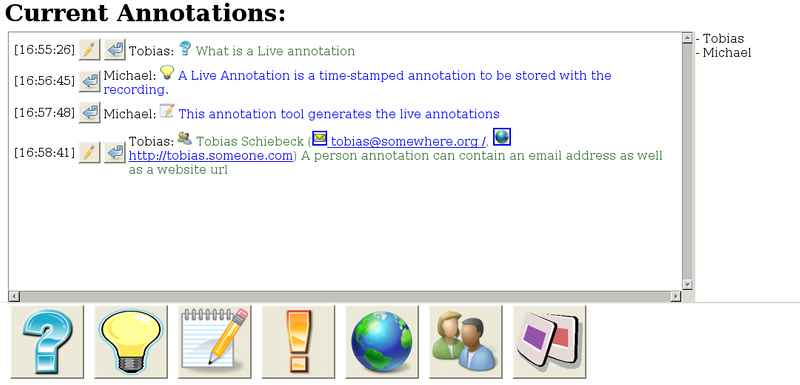 Current Annotations:
- Tobias
- Michael
[16:55:26] Tobias: What is a Live annotation
[16:56:45] Michael: A Live Annotation is a time-stamped annotation to be stored with the
recording.
[16:57:48] Michael: This annotation tool generates the live annotations
[16:58:41] Tobias: Tobias Schiebeck ( tobias@somewhere.org /,
http://tobias.someone.com) A person annotation can contain an email address as well
as a website url